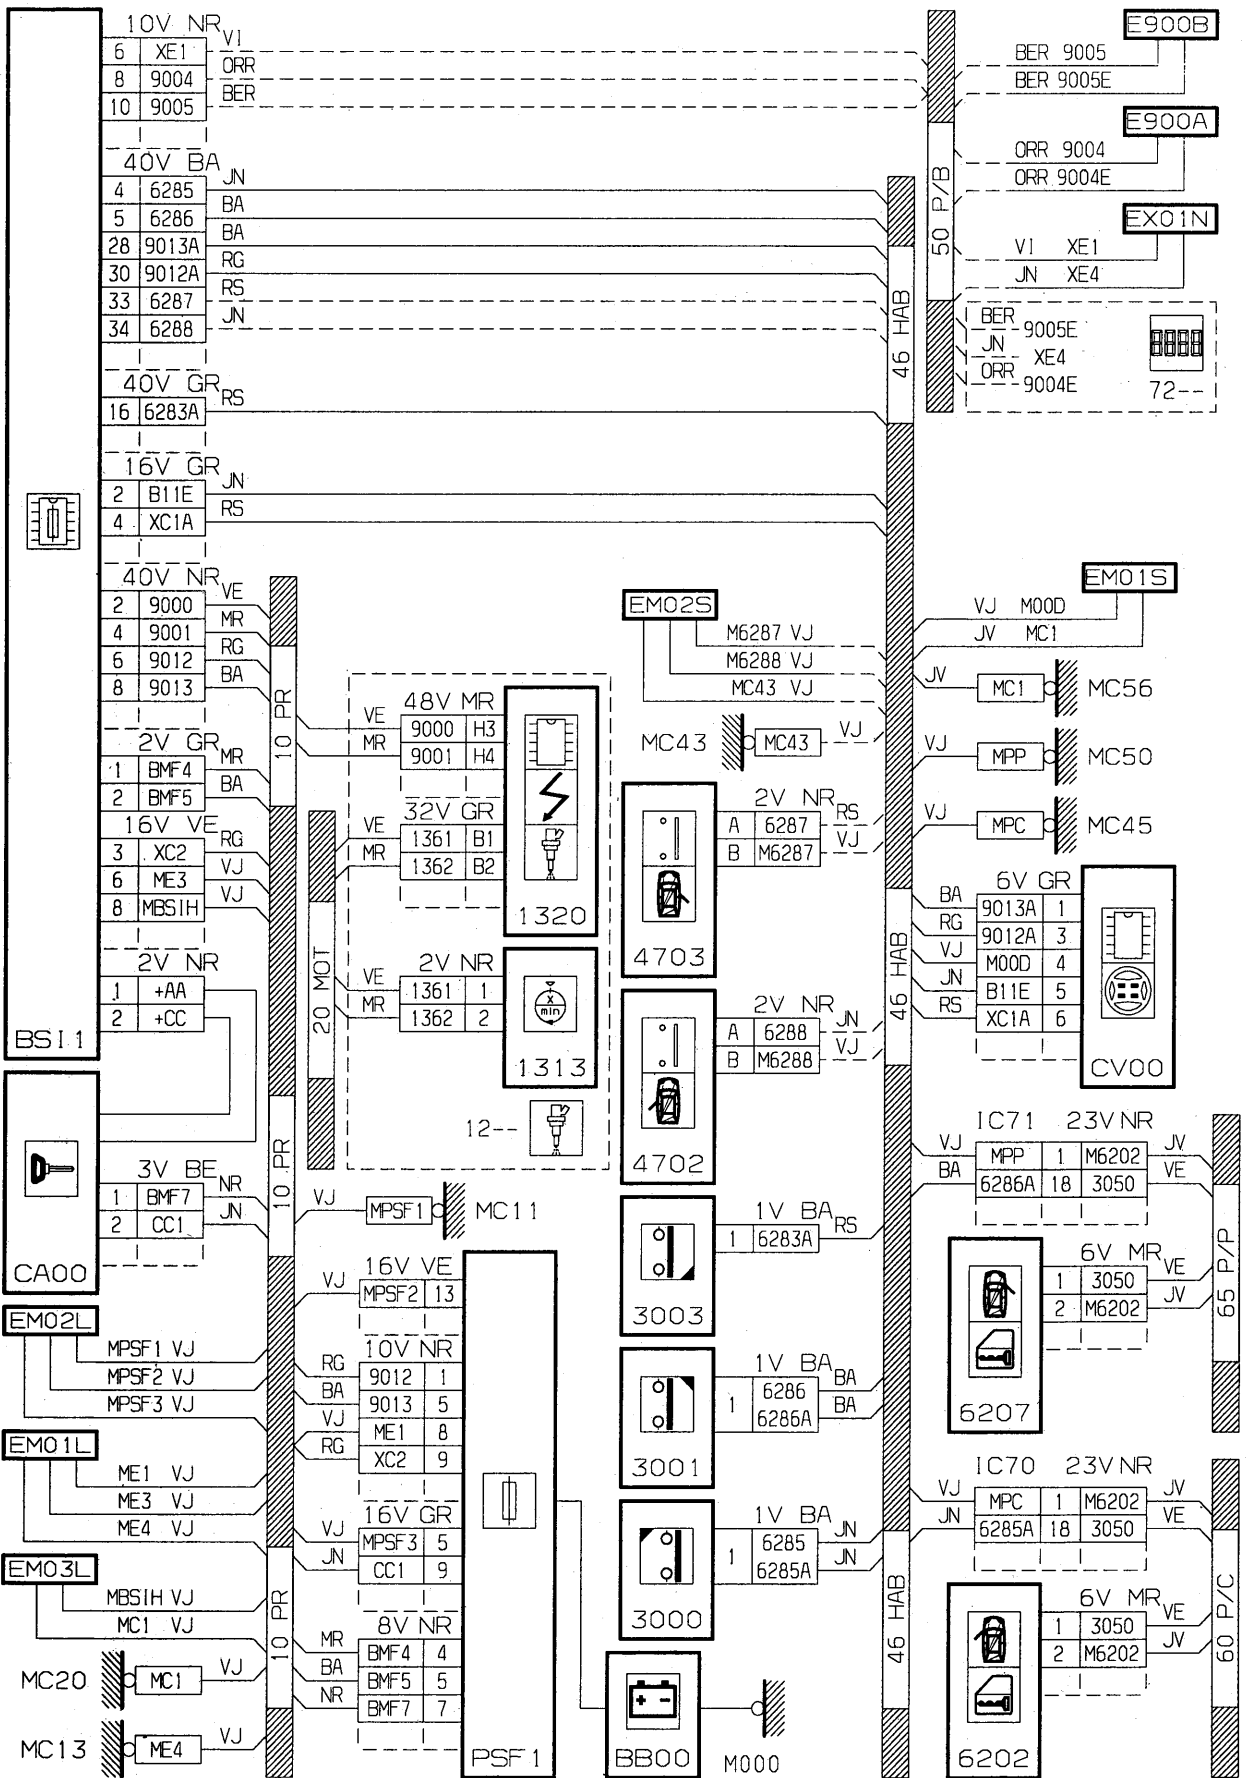 10V NR
6 XE1 VI
8 9004 ORR
10 9005 BER
40V BA
4 6285 JN
5 6286 BA
28 9013A BA
30 9012A RG
33 6287 RS
34 6288 JN
40V GR
16 6283A RS
16V GR
2 B11E JN
4 XC1A RS
40V NR
2 9000 VE
4 9001 MR
6 9012 RG
8 9013 BA
2V GR
1 BMF4 MR
2 BMF5 BA
16V VE
3 XC2 RG
6 ME3 VJ
8 MBSIH VJ
2V NR
1 +AA
2 +CC
BSI1
3V BE
1 BMF7 NR
2 CC1 JN
CA00
EM02L
MPSF1 VJ
MPSF2 VJ
MPSF3 VJ
EM01L
ME1 VJ
ME3 VJ
ME4 VJ
EM03L
MBSIH VJ
MC1 VJ
MC20 MC1 VJ
MC13 ME4 VJ
10 PR
10 PR
10 PR
20 MOT
48V MR
VE 9000 H3
MR 9001 H4
32V GR
VE 1361 B1
MR 1362 B2
1320
2V NR
VE 1361 1
MR 1362 2
X
min
1313
12--
VJ MPSF1 MC11
16V VE
VJ MPSF2 13
10V NR
RG 9012 1
BA 9013 5
VJ ME1 8
RG XC2 9
16V GR
VJ MPSF3 5
JN CC1 9
8V NR
MR BMF4 4
BA BMF5 5
NR BMF7 7
PSF1
EM02S
M6287 VJ
M6288 VJ
MC43 VJ
MC43 MC43 VJ
2V NR
A 6287 RS
B M6287 VJ
4703
2V NR
A 6288 JN
B M6288 VJ
4702
1V BA
1 6283A RS
3003
1V BA
1 6286 BA
6286A BA
3001
1V BA
1 6285 JN
6285A JN
3000
+ -
BB00
M000
46 HAB
46 HAB
46 HAB
50 P/B
E900B
BER 9005
BER 9005E
E900A
ORR 9004
ORR 9004E
EX01N
VI XE1
JN XE4
BER 9005E
JN XE4
ORR 9004E
72--
EM01S
VJ M00D
JV MC1
JV MC1 MC56
VJ MPP MC50
VJ MPC MC45
6V GR
BA 9013A 1
RG 9012A 3
VJ M00D 4
JN B11E 5
RS XC1A 6
CV00
IC71 23V NR
VJ MPP 1 M6202 JV
BA 6286A 18 3050 VE
6V MR
1 3050 VE
2 M6202 JV
6207
65 P/P
IC70 23V NR
VJ MPC 1 M6202 JV
JN 6285A 18 3050 VE
6V MR
1 3050 VE
2 M6202 JV
6202
60 P/C